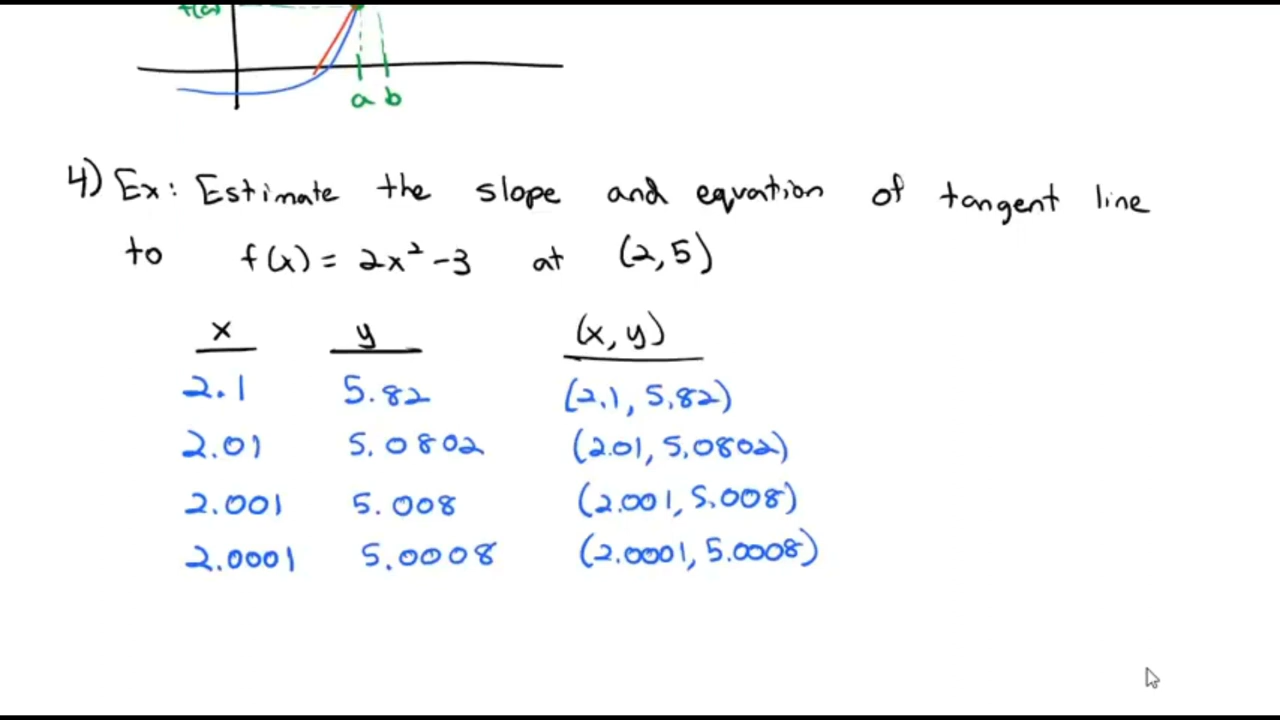 f(a)
a b
4) Ex: Estimate the slope and equation of tangent line
to f(x) = 2x² - 3 at (2,5)
x y (x, y)
2.1 5.82 (2.1, 5.82)
2.01 5.0802 (2.01, 5.0802)
2.001 5.008 (2.001, 5.008)
2.0001 5.0008 (2.0001, 5.0008)